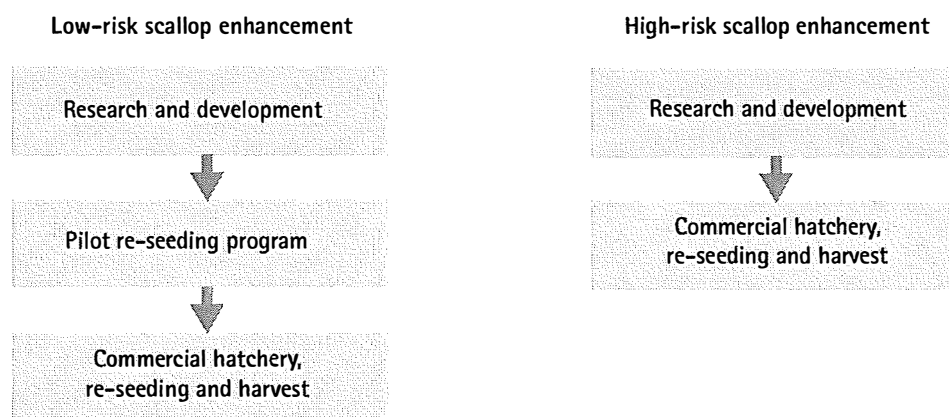 Low-risk scallop enhancement
Research and development
Pilot re-seeding program
Commercial hatchery,
re-seeding and harvest
High-risk scallop enhancement
Research and development
Commercial hatchery,
re-seeding and harvest